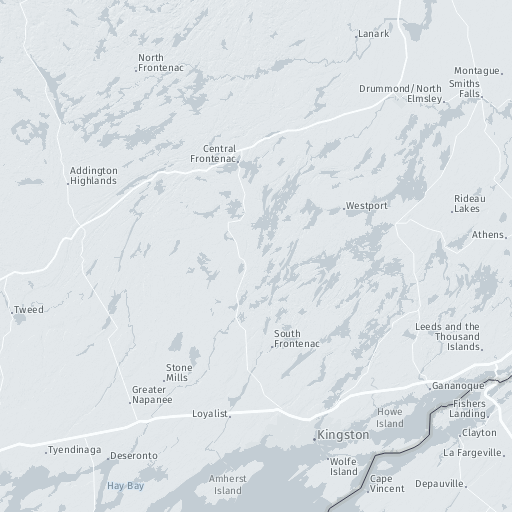 Lanark
North
Frontenac
Montague
Smiths
Falls
Drummond/North
Elmsley
Central
Frontenac
Addington
Highlands
Westport
Rideau
Lakes
Athens
Tweed
Leeds and the
Thousand
Islands
South
Frontenac
Stone
Mills
Greater
Napanee
Gananoque
Fishers
Landing
Loyalist
Howe
Island
Kingston
Clayton
Tyendinaga
Deseronto
La Fargeville
Wolfe
Island
Hay Bay
Amherst
Island
Cape
Vincent
Depauville